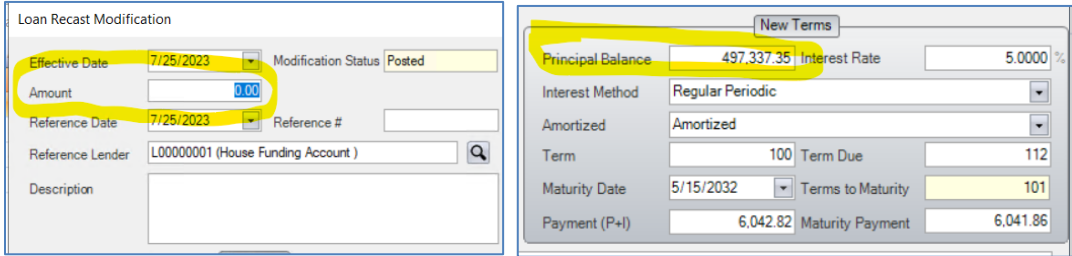 Loan Recast Modification
Effective Date 7/25/2023 Modification Status Posted
Amount 0.00
Reference Date 7/25/2023 Reference #
Reference Lender L00000001 (House Funding Account )
Description
New Terms
Principal Balance 497,337.35 Interest Rate 5.0000 %
Interest Method Regular Periodic
Amortized Amortized
Term 100 Term Due 112
Maturity Date 5/15/2032 Terms to Maturity 101
Payment (P+I) 6,042.82 Maturity Payment 6,041.86